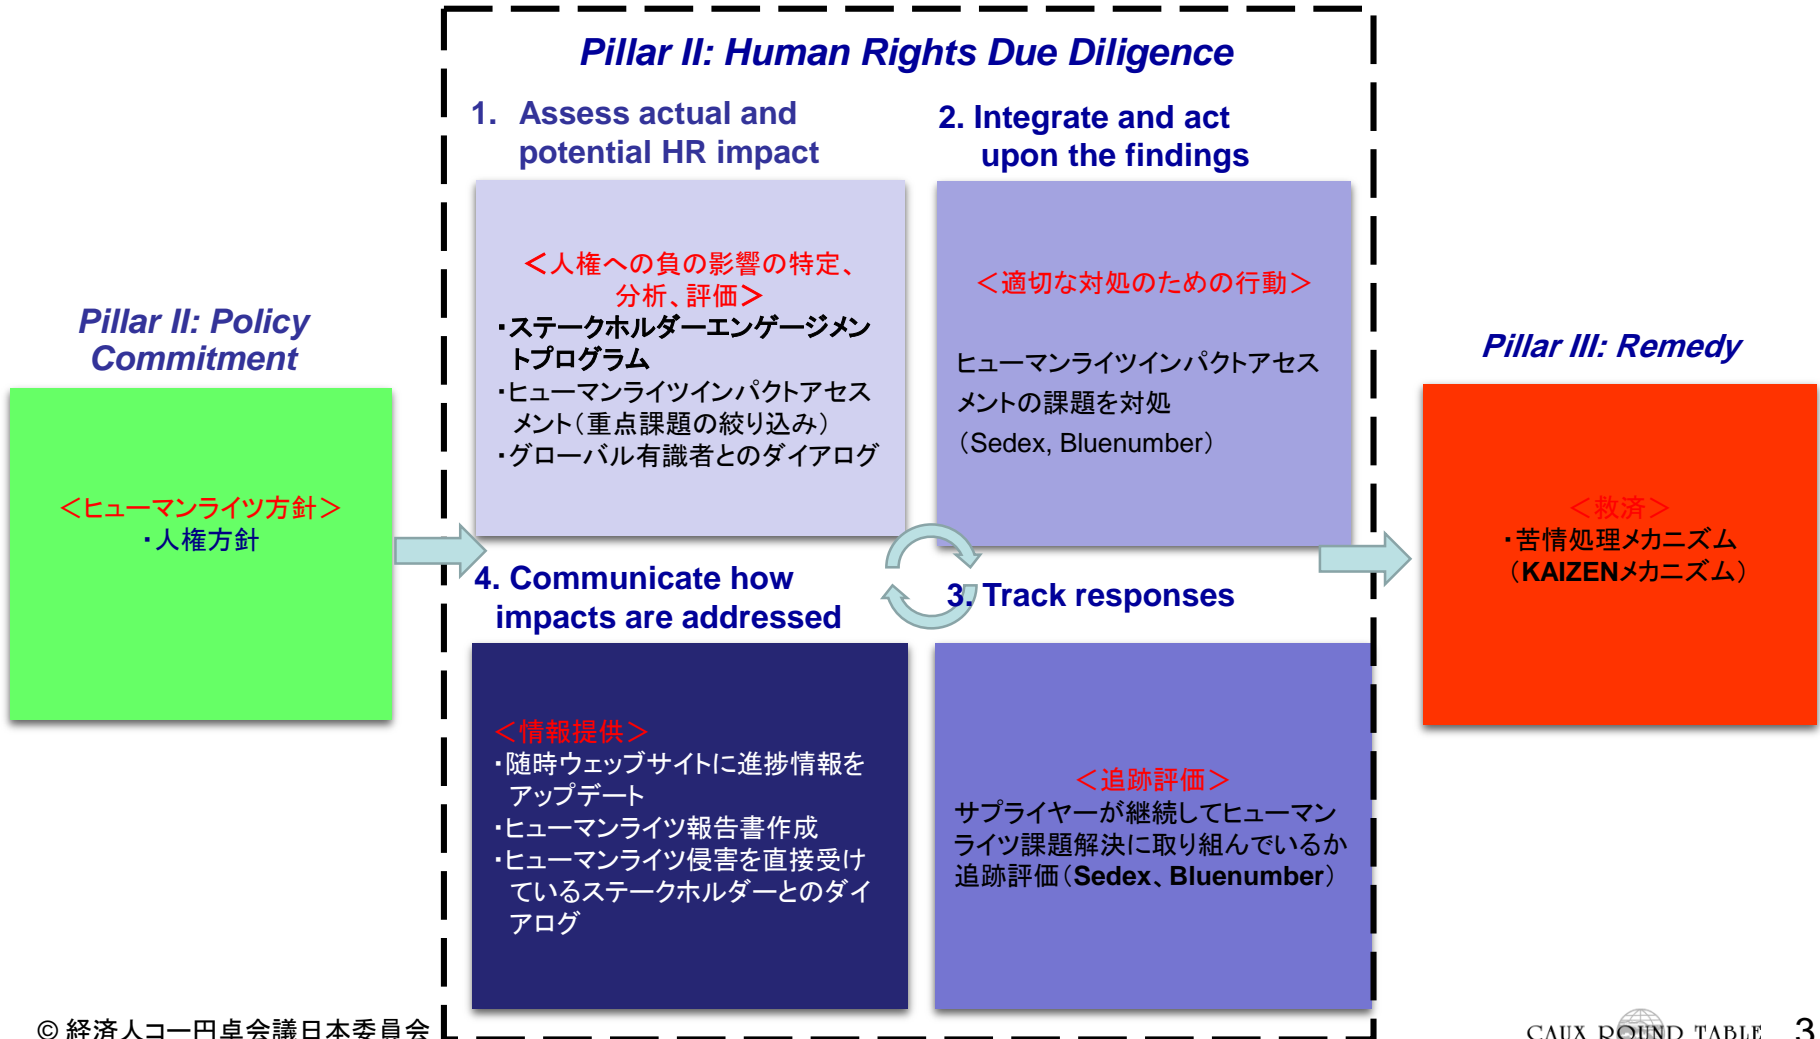 Pillar II: Human Rights Due Diligence
1. Assess actual and
potential HR impact
2. Integrate and act
upon the findings
＜人権への負の影響の特定、
分析、評価＞
・ステークホルダーエンゲージメン
トプログラム
・ヒューマンライツインパクトアセス
メント（重点課題の絞り込み）
・グローバル有識者とのダイアログ
＜適切な対処のための行動＞
ヒューマンライツインパクトアセス
メントの課題を対処
（Sedex, Bluenumber）
Pillar II: Policy
Commitment
＜ヒューマンライツ方針＞
・人権方針
4. Communicate how
impacts are addressed
3. Track responses
＜情報提供＞
・随時ウェッブサイトに進捗情報を
アップデート
・ヒューマンライツ報告書作成
・ヒューマンライツ侵害を直接受け
ているステークホルダーとのダイ
アログ
＜追跡評価＞
サプライヤーが継続してヒューマン
ライツ課題解決に取り組んでいるか
追跡評価（Sedex、Bluenumber）
Pillar III: Remedy
＜救済＞
・苦情処理メカニズム
（KAIZENメカニズム）
© 経済人コー円卓会議日本委員会
CAUX ROUND TABLE
3